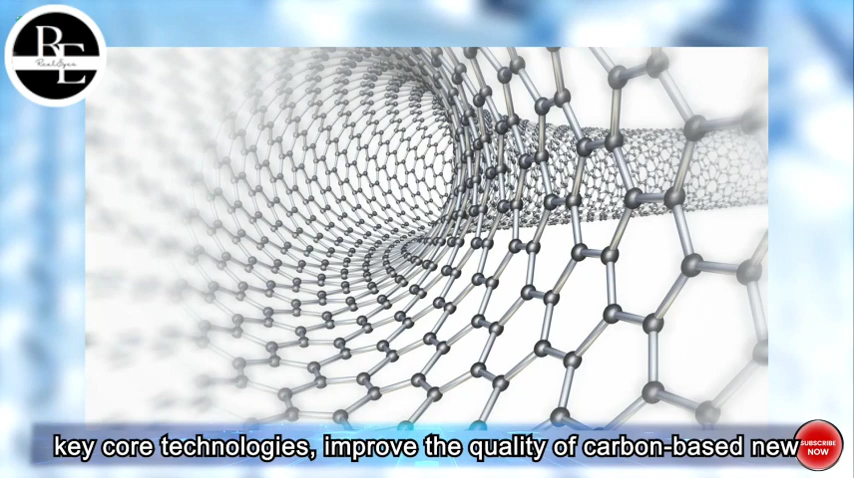 RE
RealEyes
key core technologies, improve the quality of carbon-based new
SUBSCRIBE
NOW